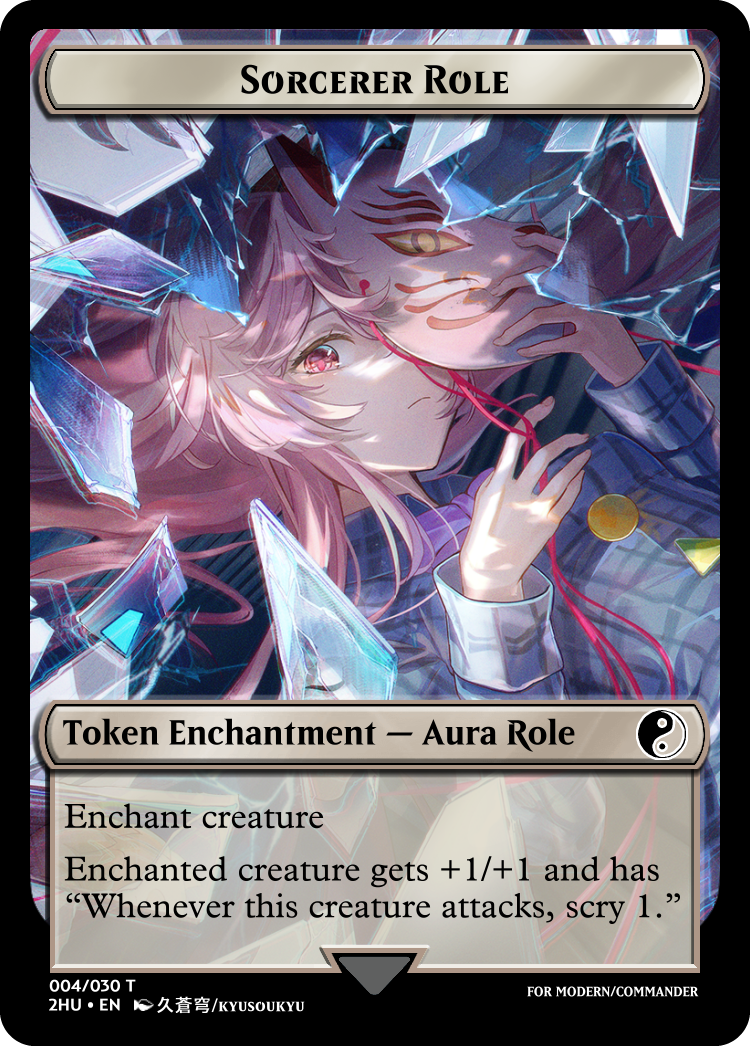 Sorcerer Role
Token Enchantment — Aura Role
Enchant creature
Enchanted creature gets +1/+1 and has
“Whenever this creature attacks, scry 1.”
004/030 T
2HU • EN 久蒼穹/KYUSOUKYU
FOR MODERN/COMMANDER